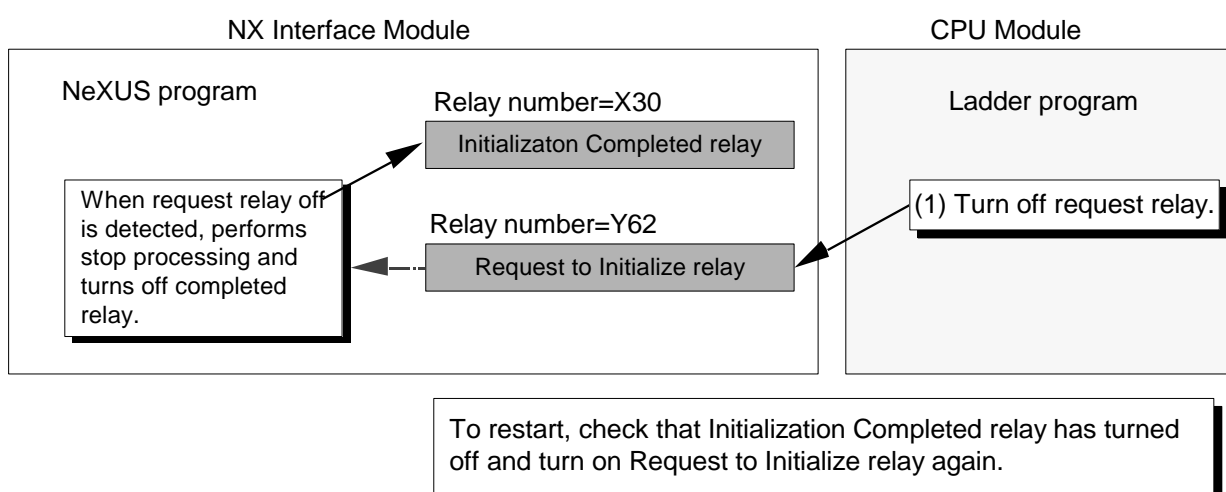 NX Interface Module
CPU Module
NeXUS program
Relay number=X30
Initializaton Completed relay
Ladder program
When request relay off
is detected, performs
stop processing and
turns off completed
relay.
(1) Turn off request relay.
Relay number=Y62
Request to Initialize relay
To restart, check that Initialization Completed relay has turned
off and turn on Request to Initialize relay again.